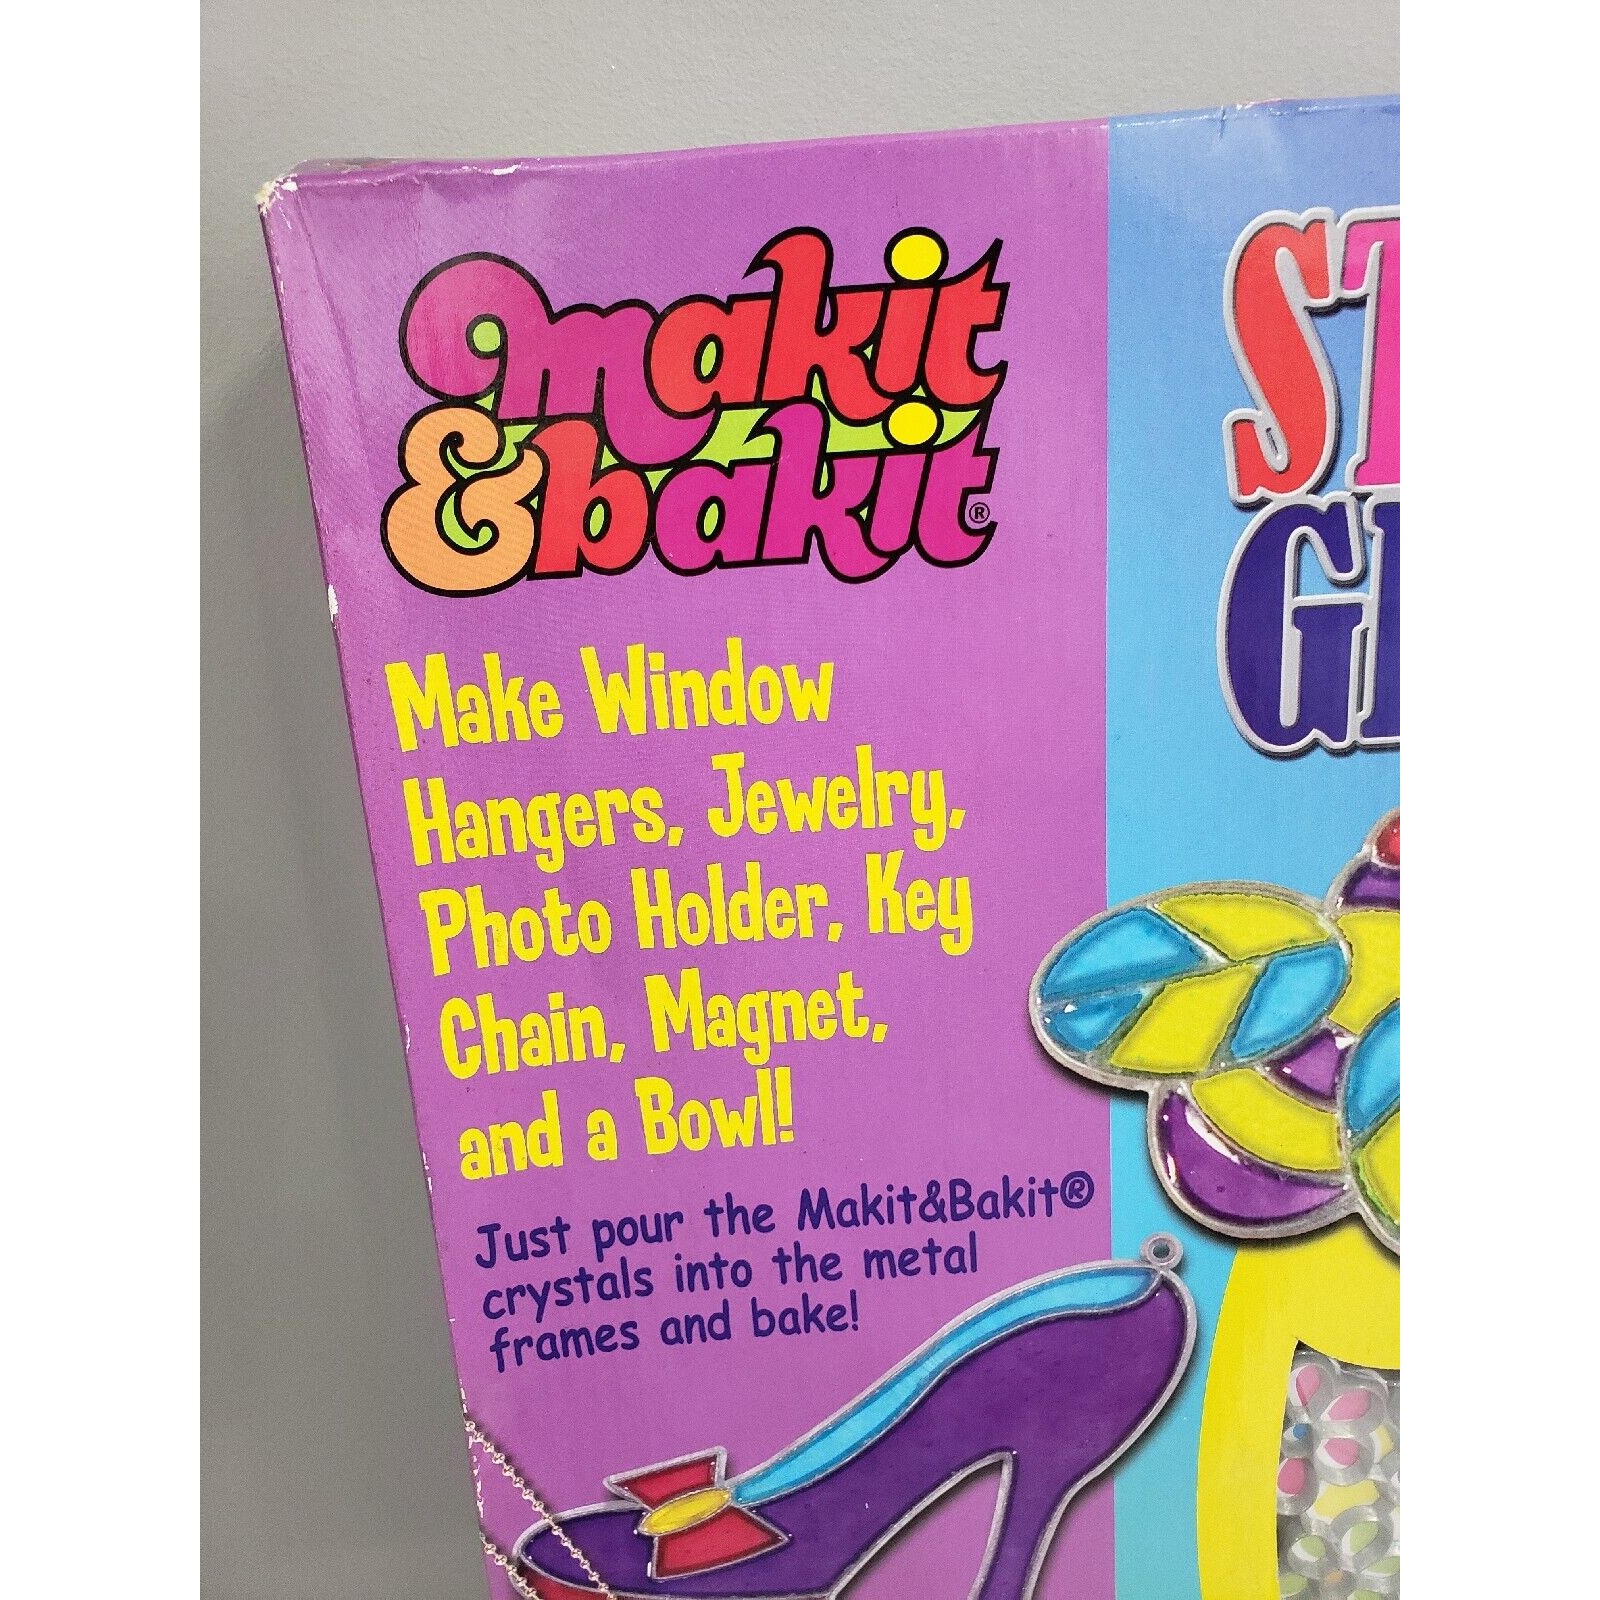 makit
& bakit®
Make Window
Hangers, Jewelry,
Photo Holder, Key
Chain, Magnet,
and a Bowl!
Just pour the Makit&Bakit®
crystals into the metal
frames and bake!
ST
G